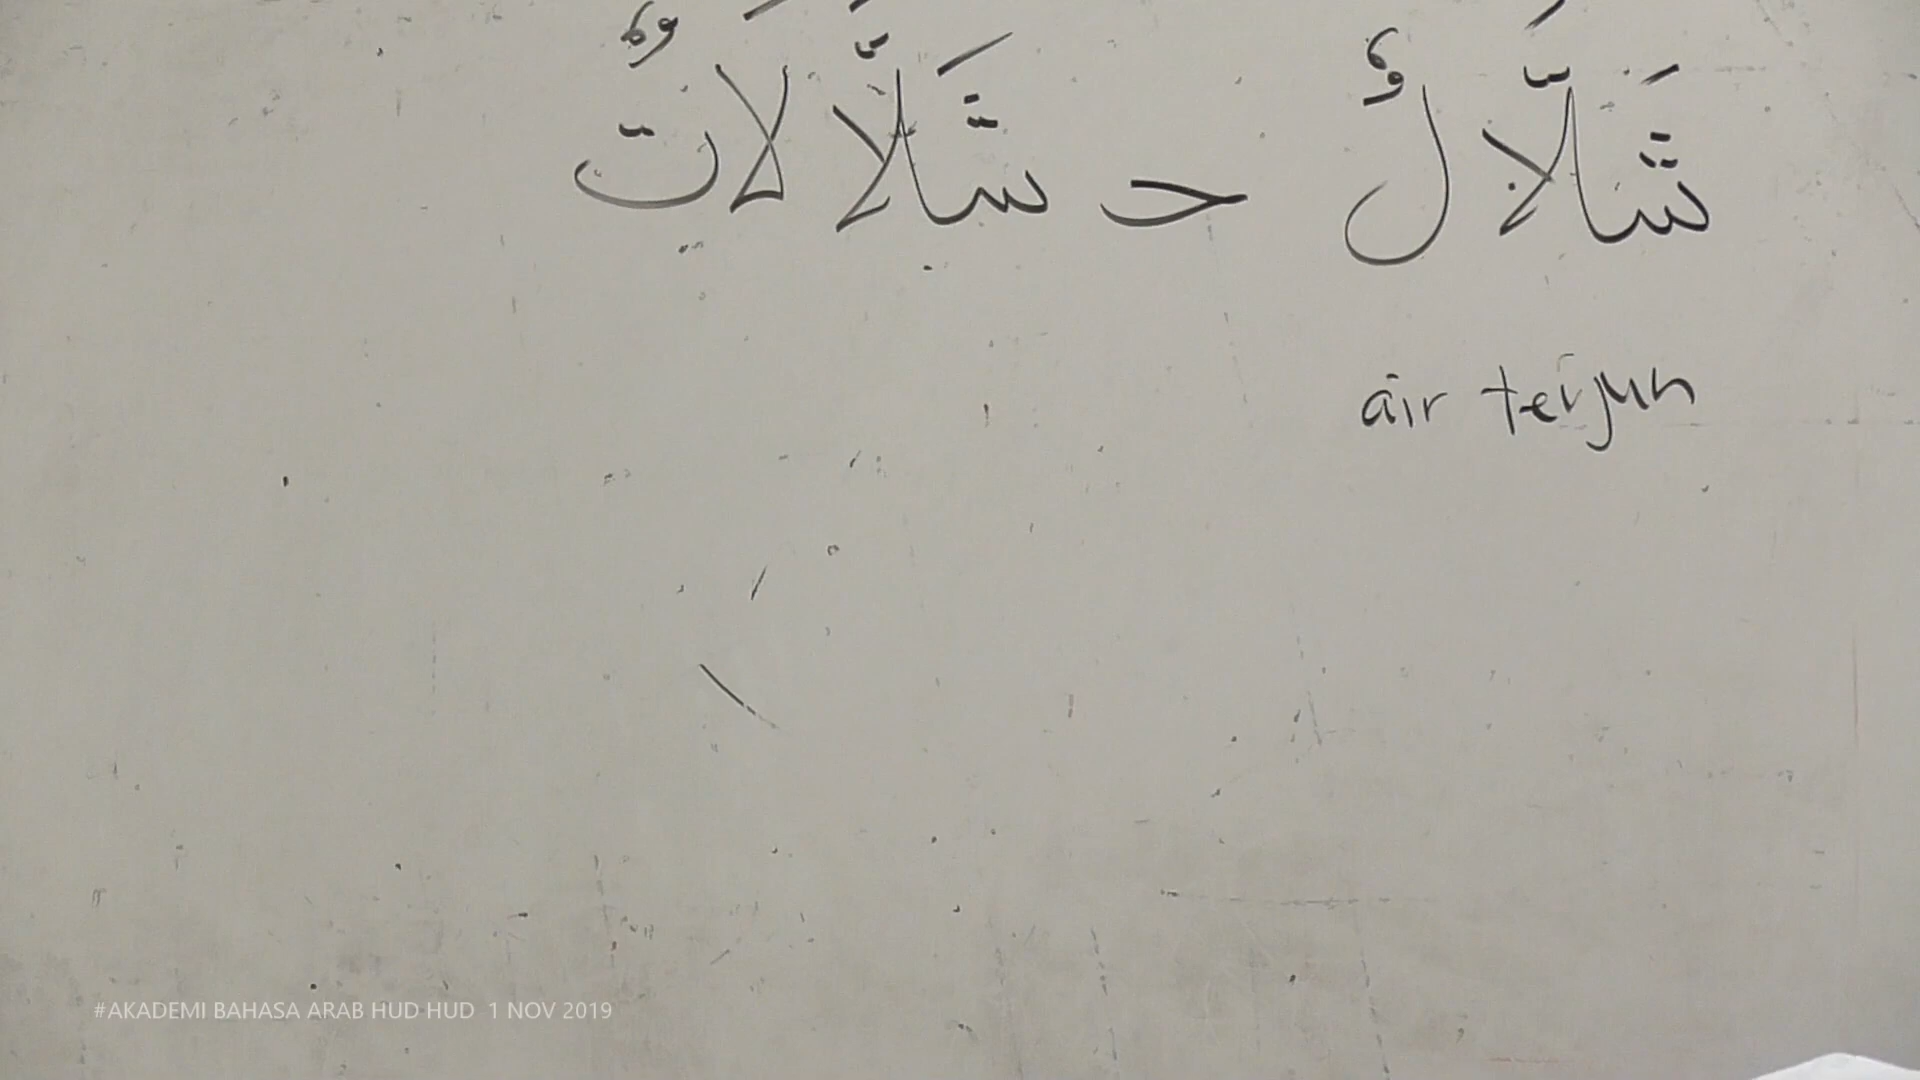 شَلَّالٌ ج شَلَّالَاتٌ
air terjun
#AKADEMI BAHASA ARAB HUD HUD 1 NOV 2019